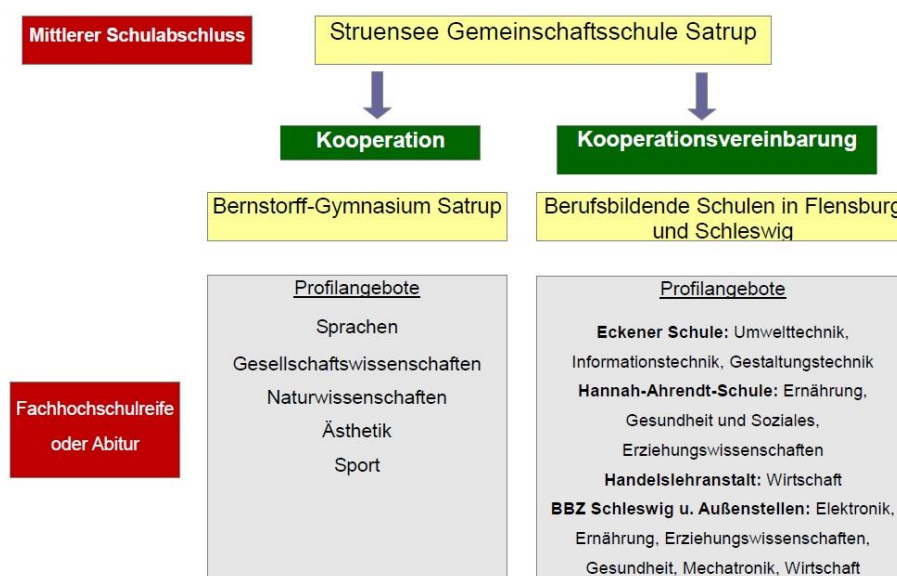 Mittlerer Schulabschluss
Struensee Gemeinschaftsschule Satrup
Kooperation
Kooperationsvereinbarung
Bernstorff-Gymnasium Satrup
Berufsbildende Schulen in Flensburg
und Schleswig
Profilangebote
Sprachen
Gesellschaftswissenschaften
Naturwissenschaften
Ästhetik
Sport
Profilangebote
Eckener Schule: Umwelttechnik,
Informationstechnik, Gestaltungstechnik
Hannah-Ahrendt-Schule: Ernährung,
Gesundheit und Soziales,
Erziehungswissenschaften
Handelslehranstalt: Wirtschaft
BBZ Schleswig u. Außenstellen: Elektronik,
Ernährung, Erziehungswissenschaften,
Gesundheit, Mechatronik, Wirtschaft
Fachhochschulreife
oder Abitur